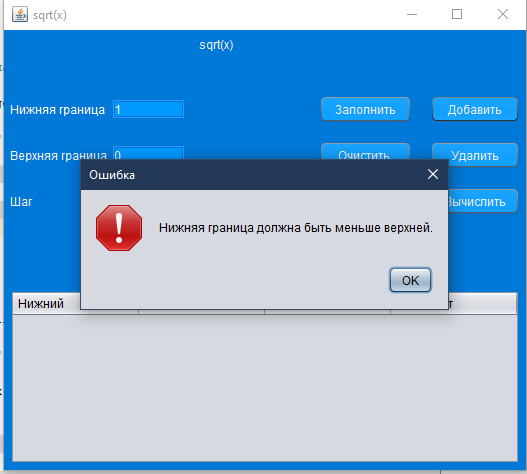 sqrt(x)
sqrt(x)
Нижняя граница 1 Заполнить Добавить
Верхняя граница 0 Очистить Удалить
Ошибка
Шаг Вычислить
Нижняя граница должна быть меньше верхней.
OK
Нижний